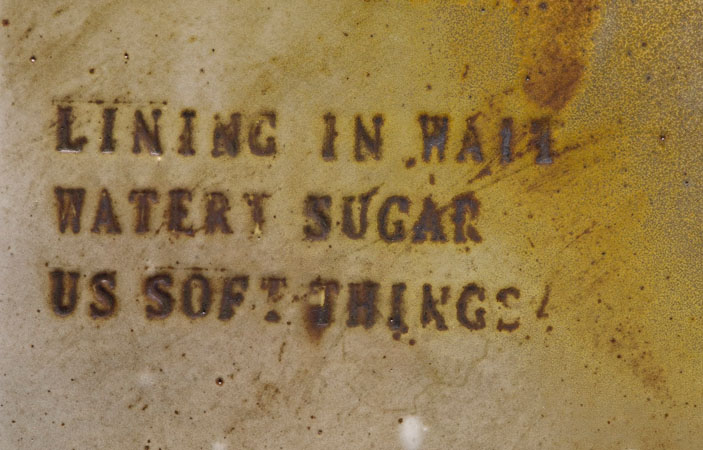 LINING IN WAIT
WATERY SUGAR
US SOFT THINGS